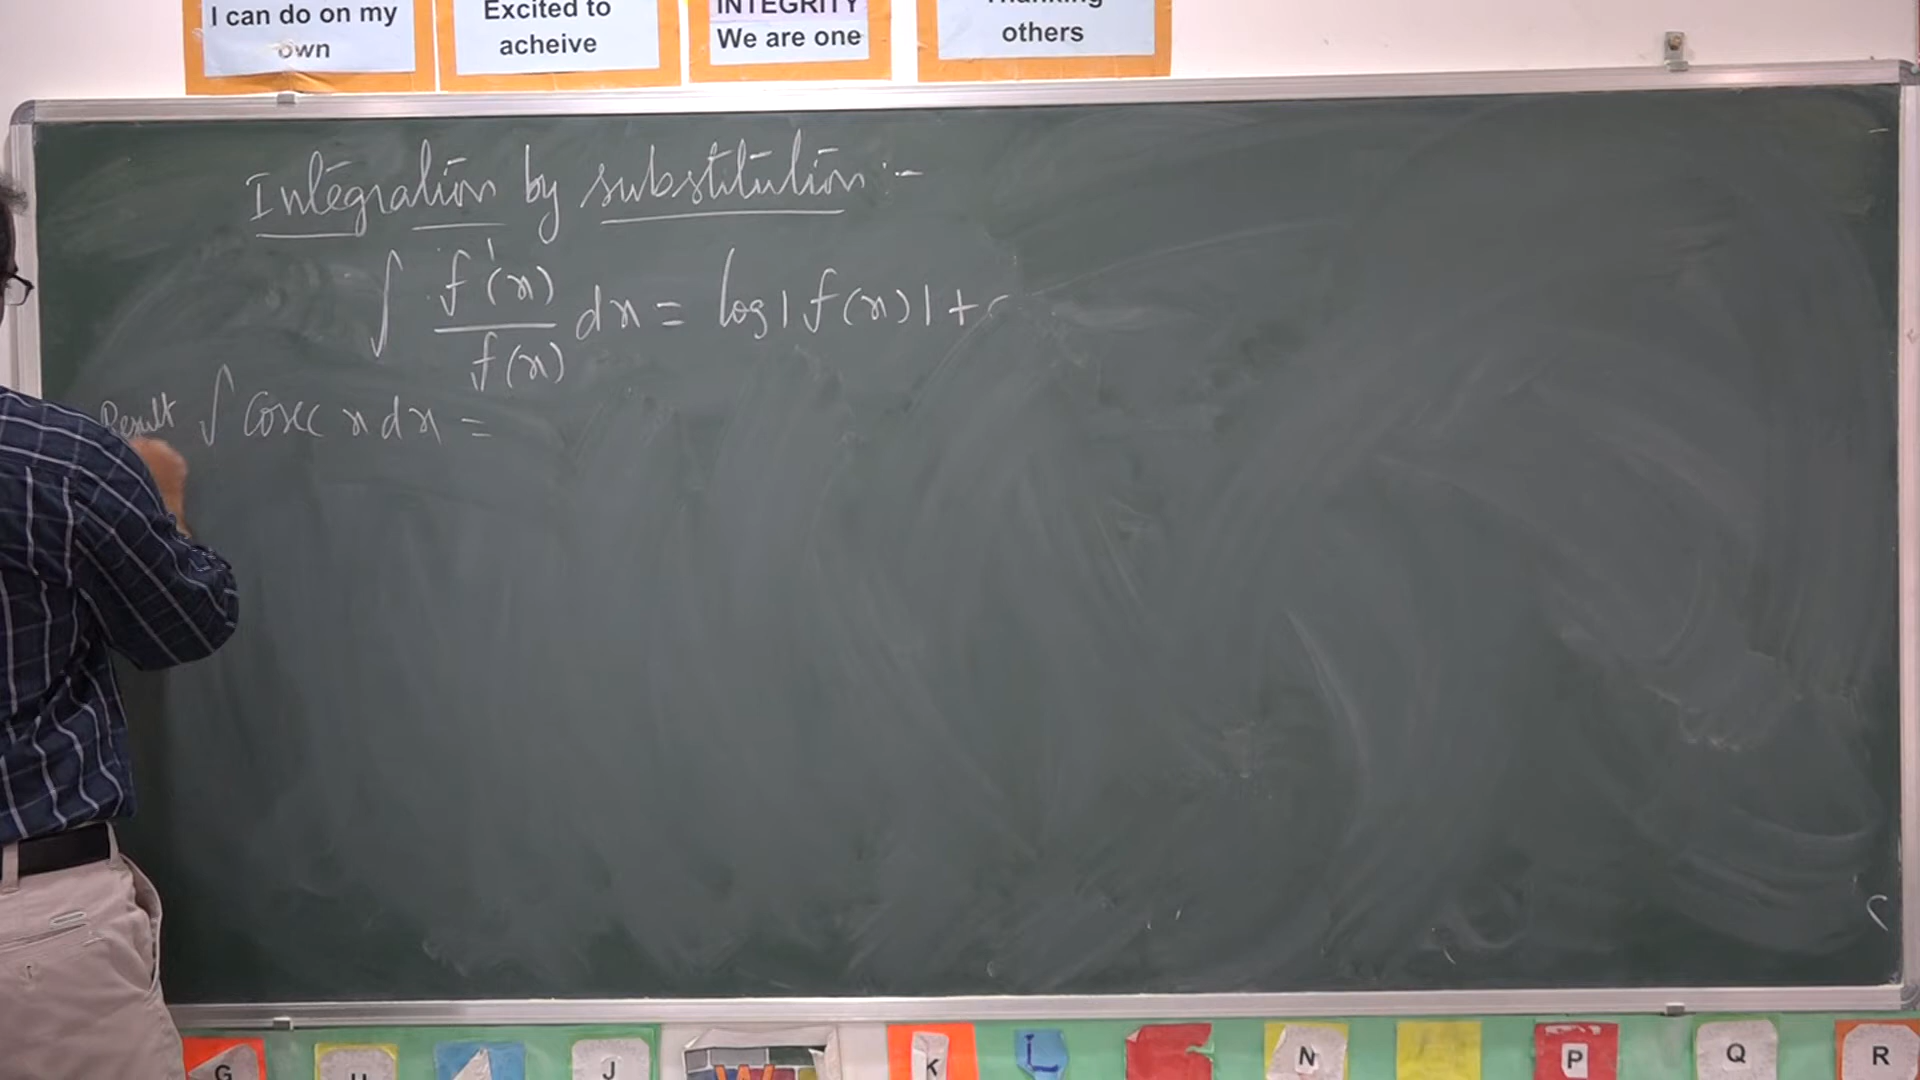 I can do on my
own
Excited to
acheive
INTEGRITY
We are one
Thanking
others
Integration by substitution :-
∫ f'(x)/f(x) dx = log|f(x)| + c
Result ∫ Cosec x dx =
G
J
W
K
L
N
P
Q
R